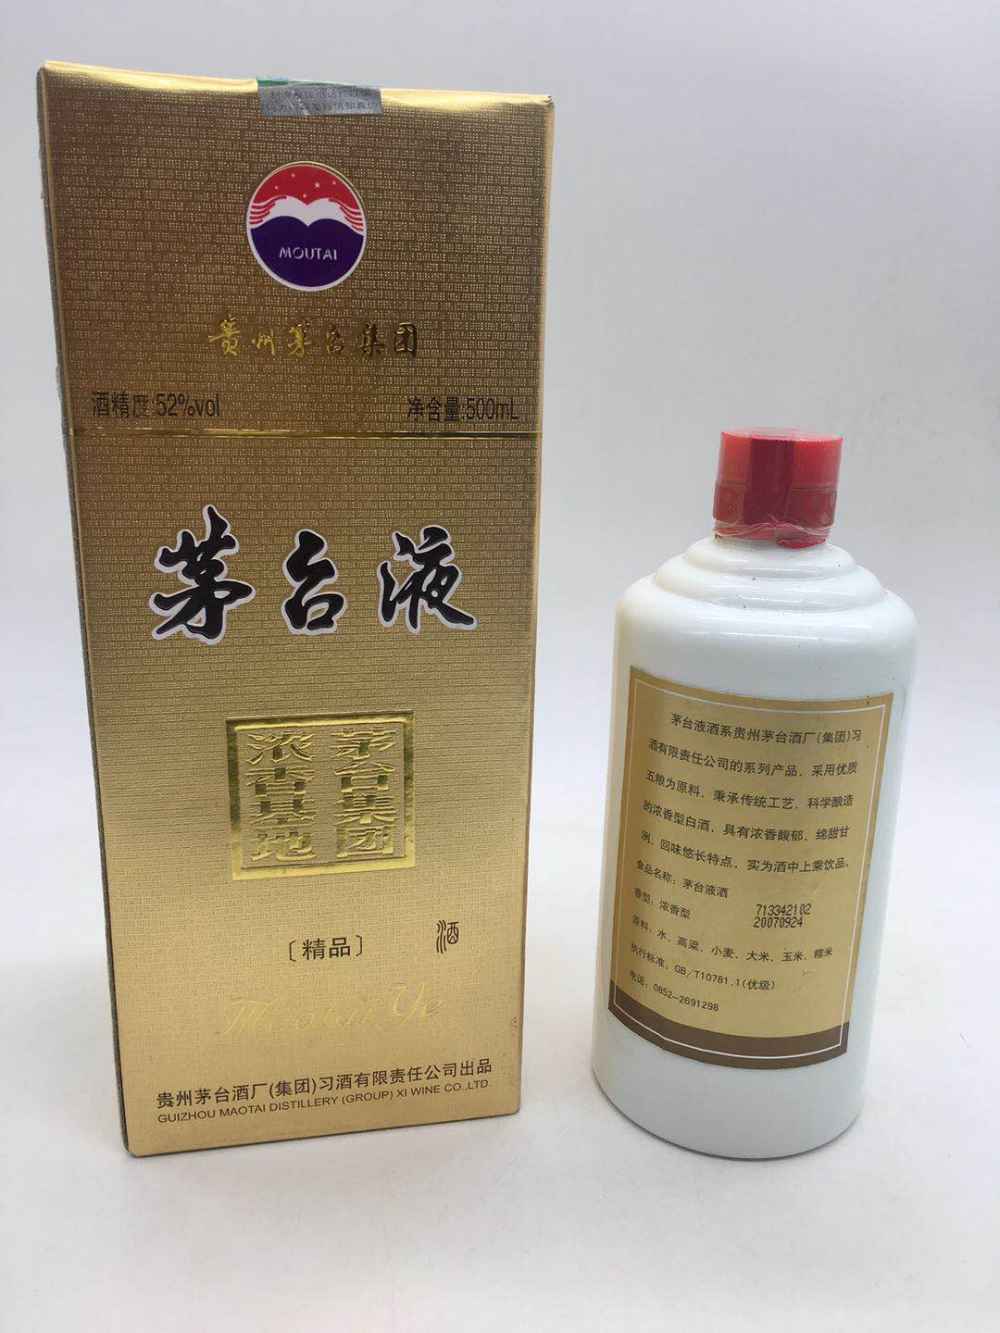 MOUTAI
贵州茅台集团
酒精度:52%vol
净含量:500mL
茅台液
茅台集团
浓香基地
〔精品〕
酒
贵州茅台酒厂(集团)习酒有限责任公司出品
GUIZHOU MAOTAI DISTILLERY (GROUP) XI WINE CO.,LTD.
茅台液酒系贵州茅台酒厂(集团)习
酒有限责任公司的系列产品，采用优质
五粮为原料，秉承传统工艺，科学酿造
的浓香型白酒，具有浓香馥郁、绵甜甘
冽，回味悠长特点，实为酒中上乘饮品。
食品名称：茅台液酒
香型：浓香型
713342102
20070924
原料：水、高粱、小麦、大米、玉米、糯米
执行标准：GB/T10781.1(优级)
电话：0852-2691298